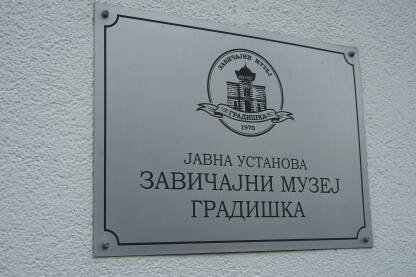 ЗАВИЧАЈНИ МУЗЕЈ
ГРАДИШКА
1970
ЈАВНА УСТАНОВА
ЗАВИЧАЈНИ МУЗЕЈ
ГРАДИШКА